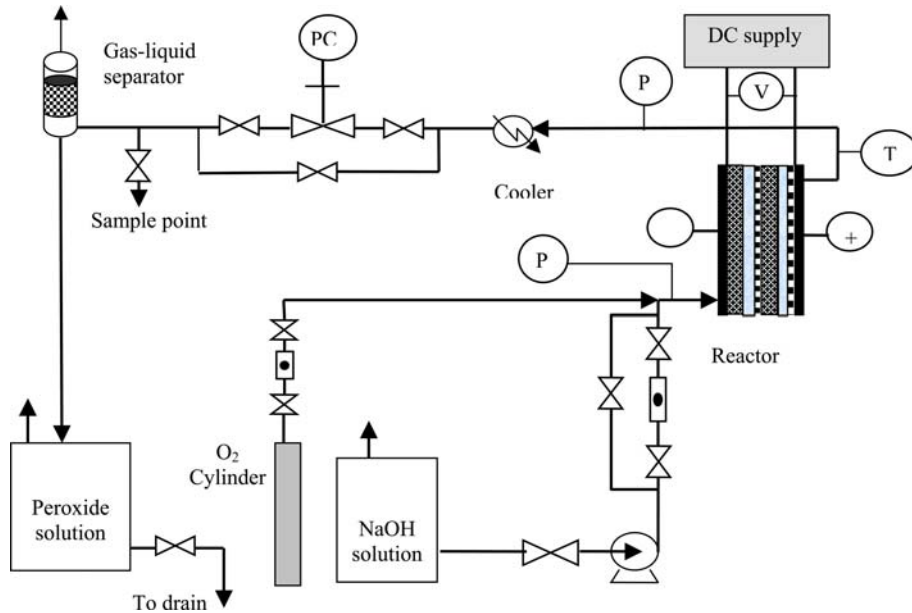 PC
DC supply
Gas-liquid
separator
P
V
T
Cooler
Sample point
+
P
Reactor
O₂
Cylinder
Peroxide
solution
NaOH
solution
To drain